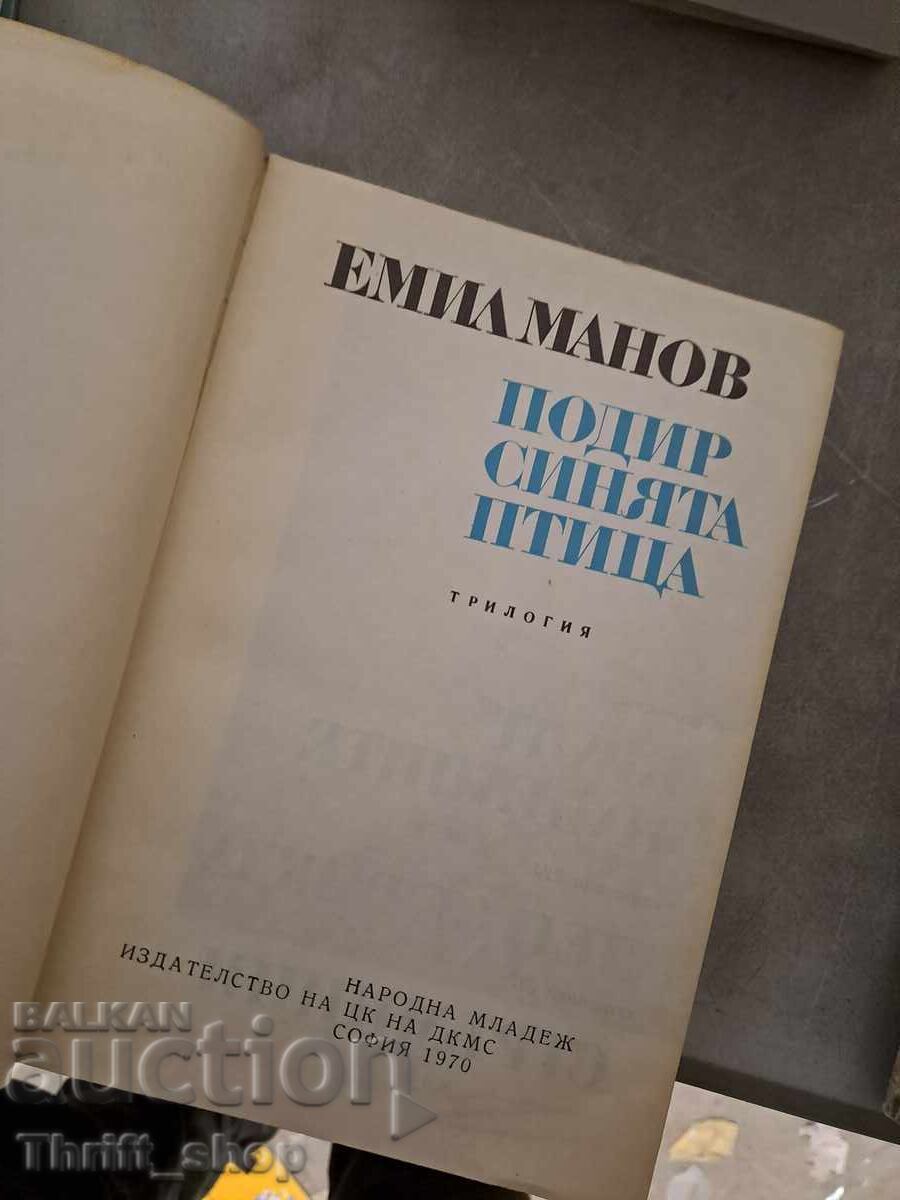 ЕМИЛ МАНОВ
ПОДИР
СИНЯТА
ПТИЦА
ТРИЛОГИЯ
НАРОДНА МЛАДЕЖ
ИЗДАТЕЛСТВО НА ЦК НА ДКМС
СОФИЯ 1970
BALKAN
auction
Thrift_shop